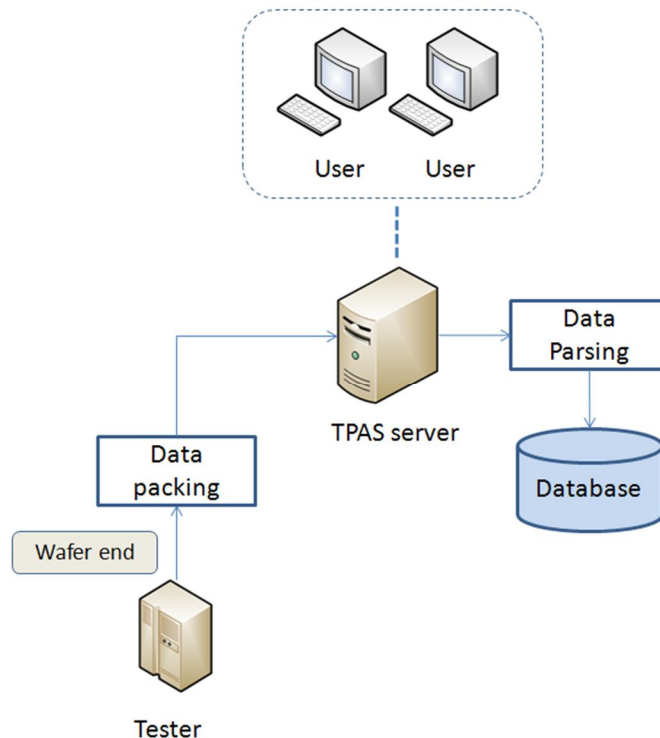 User User
Data
Parsing
TPAS server
Data
packing
Database
Wafer end
Tester